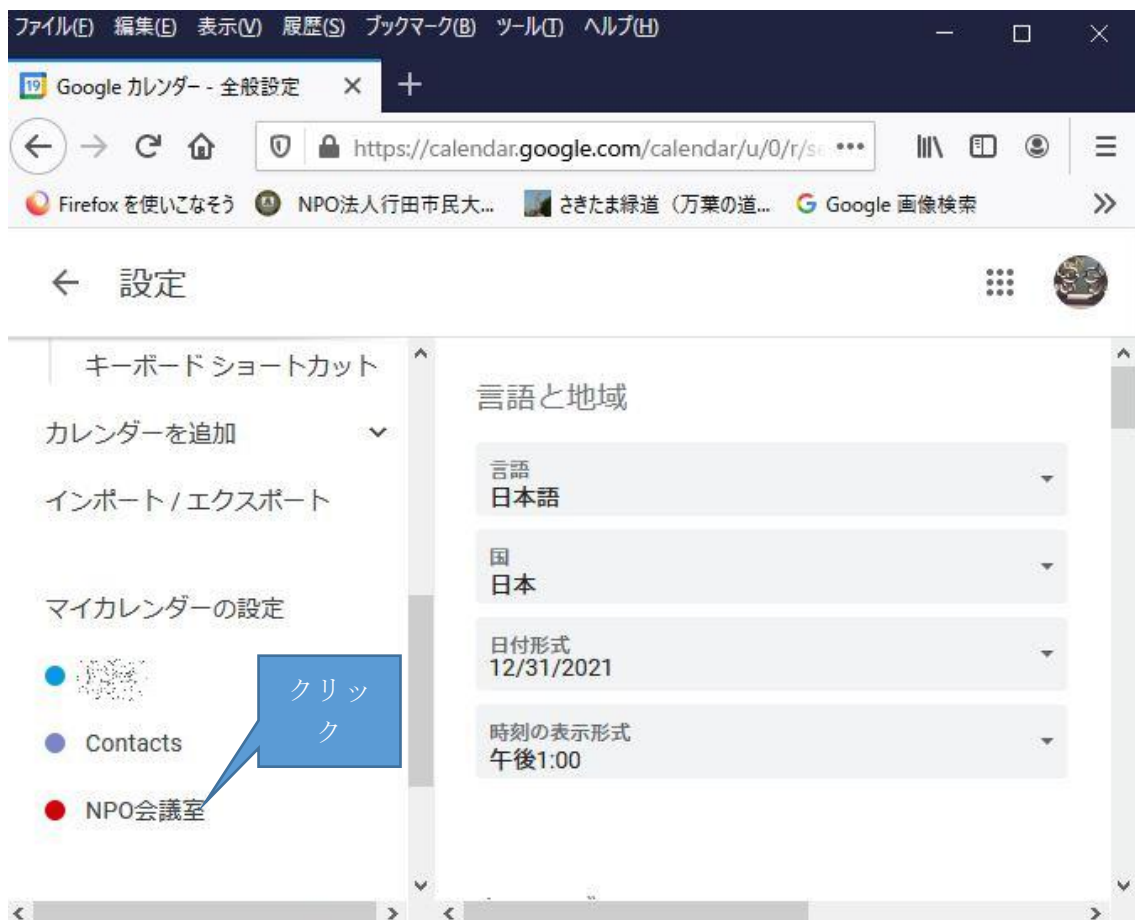 ファイル(F) 編集(E) 表示(V) 履歴(S) ブックマーク(B) ツール(T) ヘルプ(H)
19 Google カレンダー - 全般設定
https://calendar.google.com/calendar/u/0/r/se
Firefox を使いこなそう NPO法人行田市民大... さきたま緑道（万葉の道... G Google 画像検索
設定
キーボード ショートカット
カレンダーを追加
インポート / エクスポート
マイカレンダーの設定
Contacts
NPO会議室
クリッ
ク
言語と地域
言語
日本語
国
日本
日付形式
12/31/2021
時刻の表示形式
午後1:00